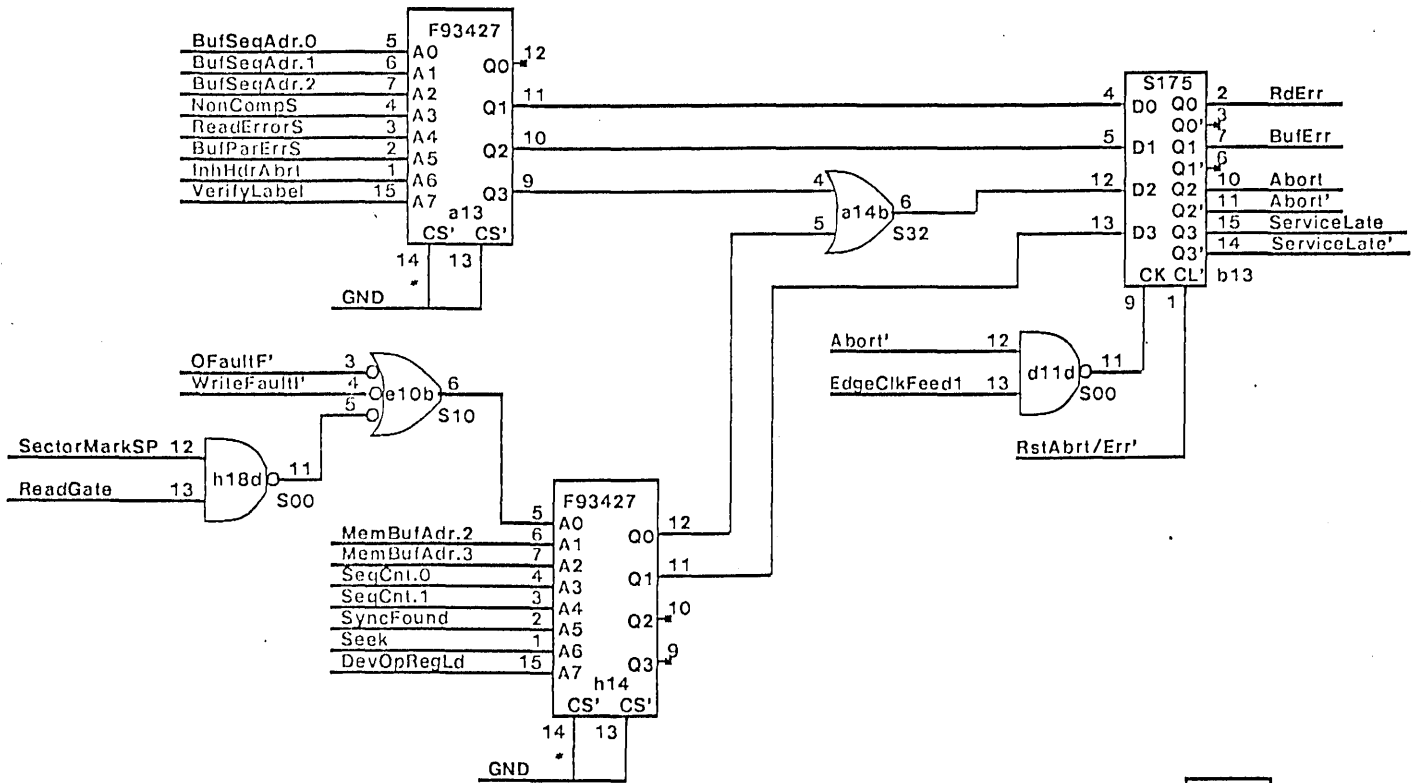 F93427
BufSeqAdr.0 5 A0
BufSeqAdr.1 6 A1
BufSeqAdr.2 7 A2
NonCompS 4 A3
ReadErrorS 3 A4
BufParErrS 2 A5
InhHdrAbrt 1 A6
VerifyLabel 15 A7
Q0 12
Q1 11
Q2 10
Q3 9
a13
CS' CS'
14 13
*
GND
4
5
a14b
6
S32
S175
4 D0 Q0 2 RdErr
Q0' 3
5 D1 Q1 7 BufErr
Q1' 6
12 D2 Q2 10 Abort
Q2' 11 Abort'
13 D3 Q3 15 ServiceLate
Q3' 14 ServiceLate'
CK CL' b13
9 1
Abort' 12
EdgeClkFeed1 13
d11d
11
S00
RstAbrt/Err'
OFaultF' 3
WriteFaultI' 4
5
e10b
6
S10
SectorMarkSP 12
ReadGate 13
h18d
11
S00
F93427
5 A0
MemBufAdr.2 6 A1
MemBufAdr.3 7 A2
SeqCnt.0 4 A3
SeqCnt.1 3 A4
SyncFound 2 A5
Seek 1 A6
DevOpRegLd 15 A7
Q0 12
Q1 11
Q2 10
Q3 9
h14
CS' CS'
14 13
*
GND